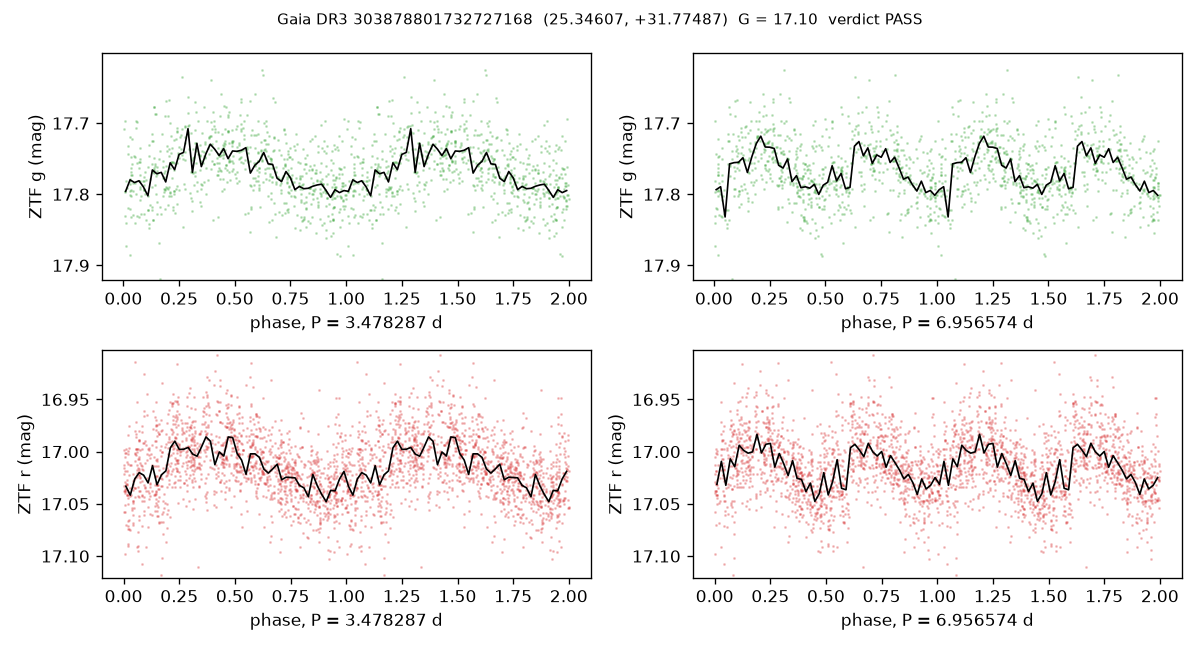 Gaia DR3 303878801732727168 (25.34607, +31.77487) G = 17.10 verdict PASS
ZTF g (mag)
17.7
17.8
17.9
0.00 0.25 0.50 0.75 1.00 1.25 1.50 1.75 2.00
phase, P = 3.478287 d
ZTF g (mag)
17.7
17.8
17.9
0.00 0.25 0.50 0.75 1.00 1.25 1.50 1.75 2.00
phase, P = 6.956574 d
ZTF r (mag)
16.95
17.00
17.05
17.10
0.00 0.25 0.50 0.75 1.00 1.25 1.50 1.75 2.00
phase, P = 3.478287 d
ZTF r (mag)
16.95
17.00
17.05
17.10
0.00 0.25 0.50 0.75 1.00 1.25 1.50 1.75 2.00
phase, P = 6.956574 d